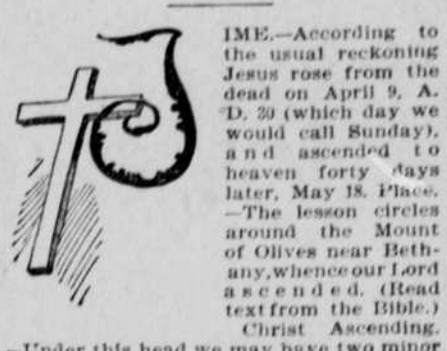 TIME.—According to
the usual reckoning
Jesus rose from the
dead on April 9, A.
D. 30 (which day we
would call Sunday),
and ascended to
heaven forty days
later, May 18. Place.
—The lesson circles
around the Mount
of Olives near Beth-
any, whence our Lord
ascended. (Read
text from the Bible.)
Christ Ascending.
—Under this head we may have two minor